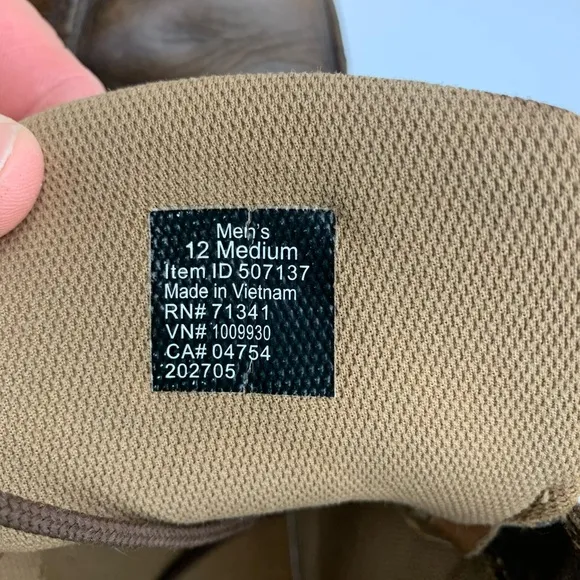 Men's
12 Medium
Item ID 507137
Made in Vietnam
RN# 71341
VN# 1009930
CA# 04754
202705